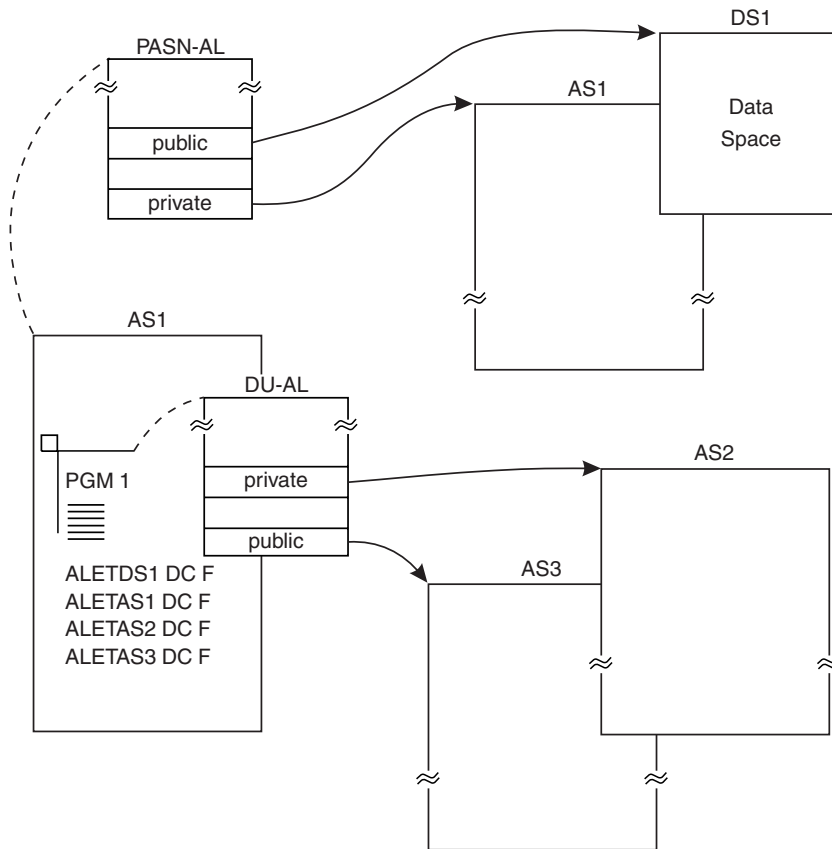 DS1
PASN-AL
AS1
Data
Space
public
private
AS1
DU-AL
AS2
private
PGM 1
public
AS3
ALETDS1 DC F
ALETAS1 DC F
ALETAS2 DC F
ALETAS3 DC F